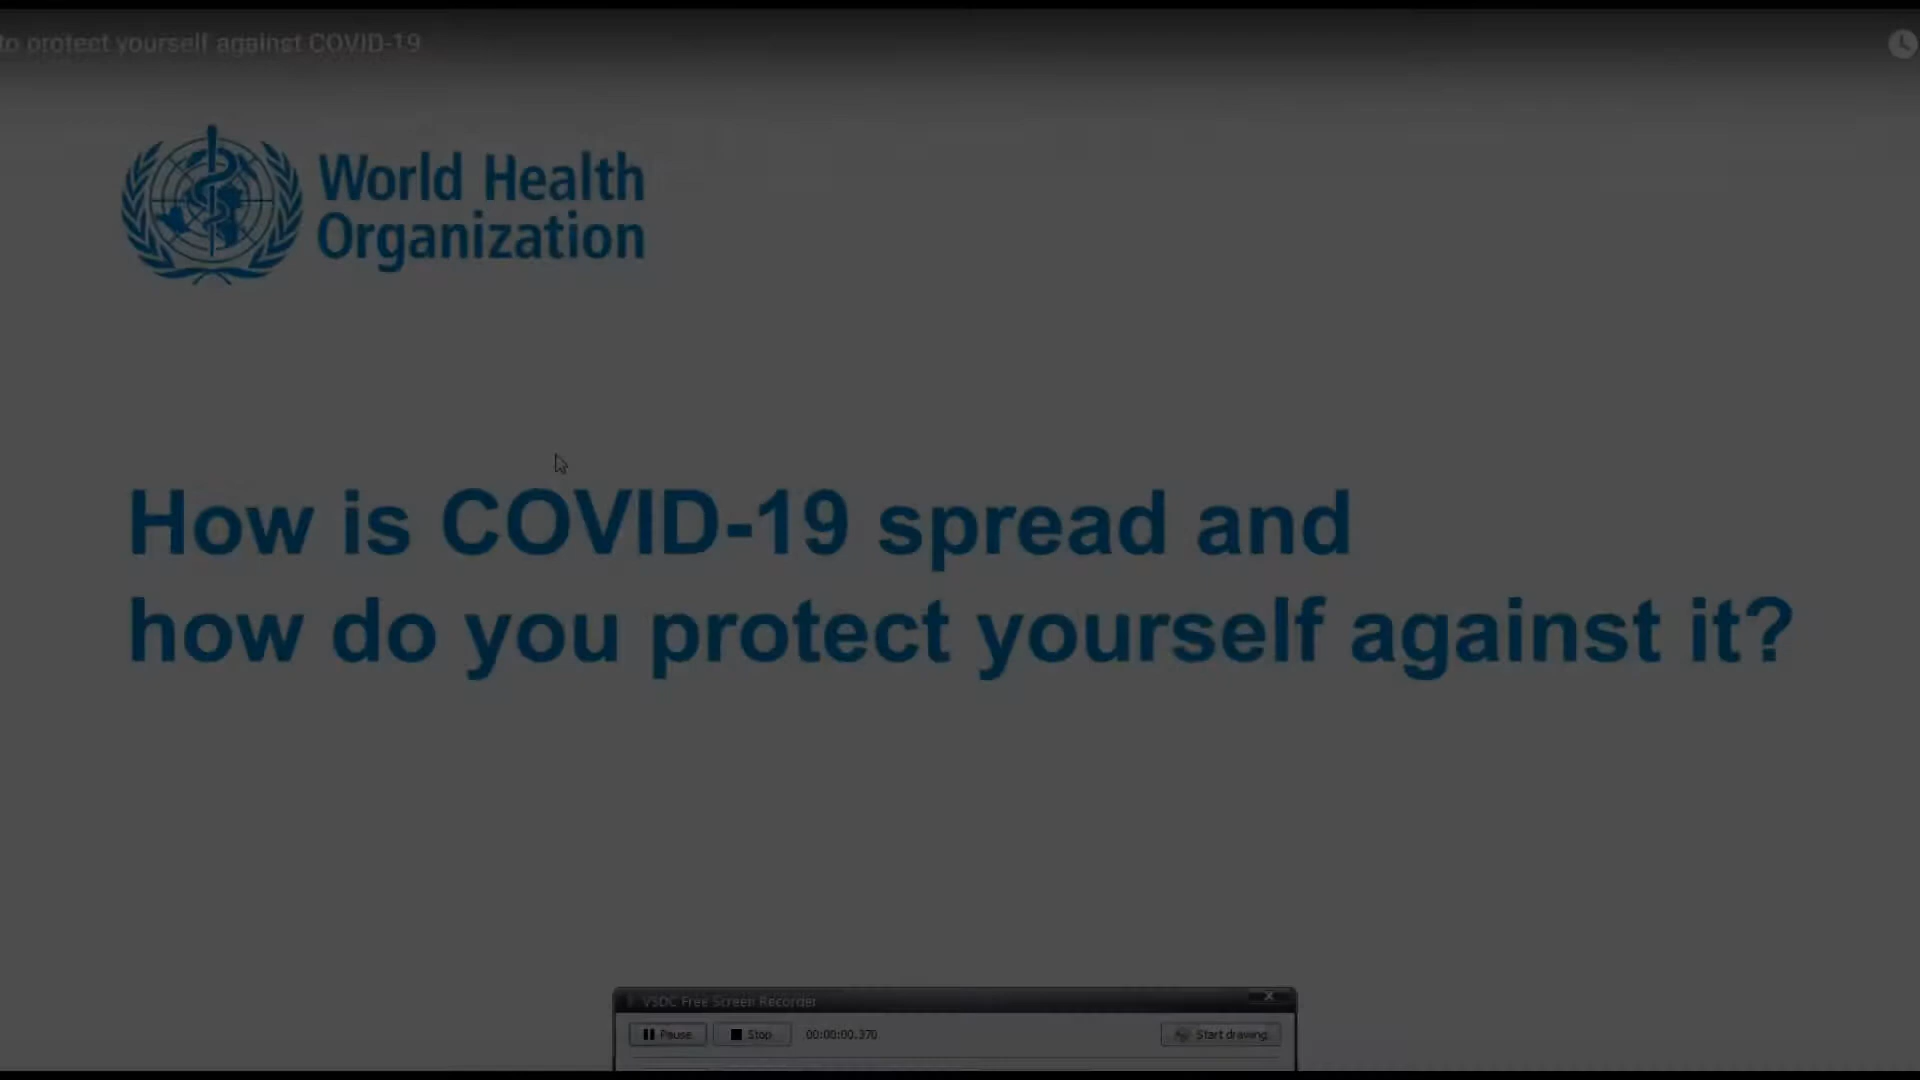 to protect yourself against COVID-19
World Health
Organization
How is COVID-19 spread and
how do you protect yourself against it?
VSDC Free Screen Recorder
Pause Stop 00:00:00.370 Start drawing